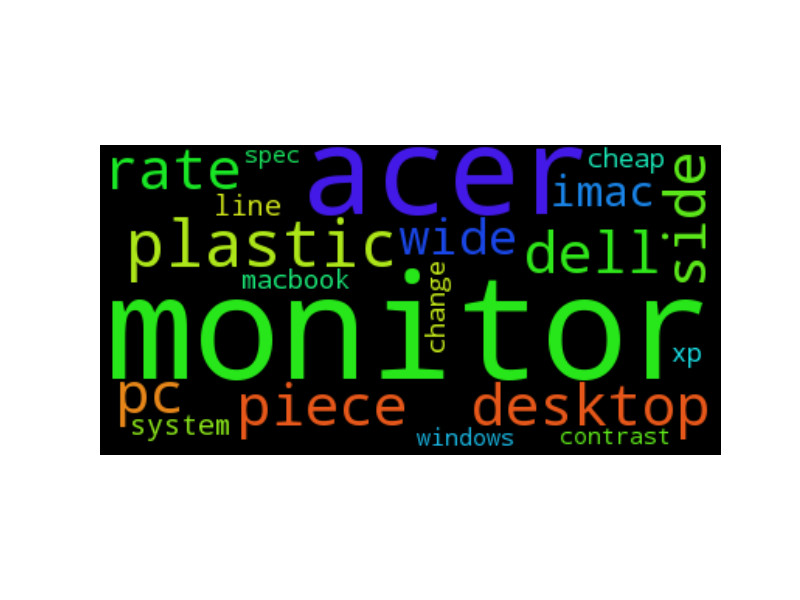 rate spec acer cheap
line imac side
plastic wide dell
macbook change
monitor
xp
pc piece desktop
system windows contrast